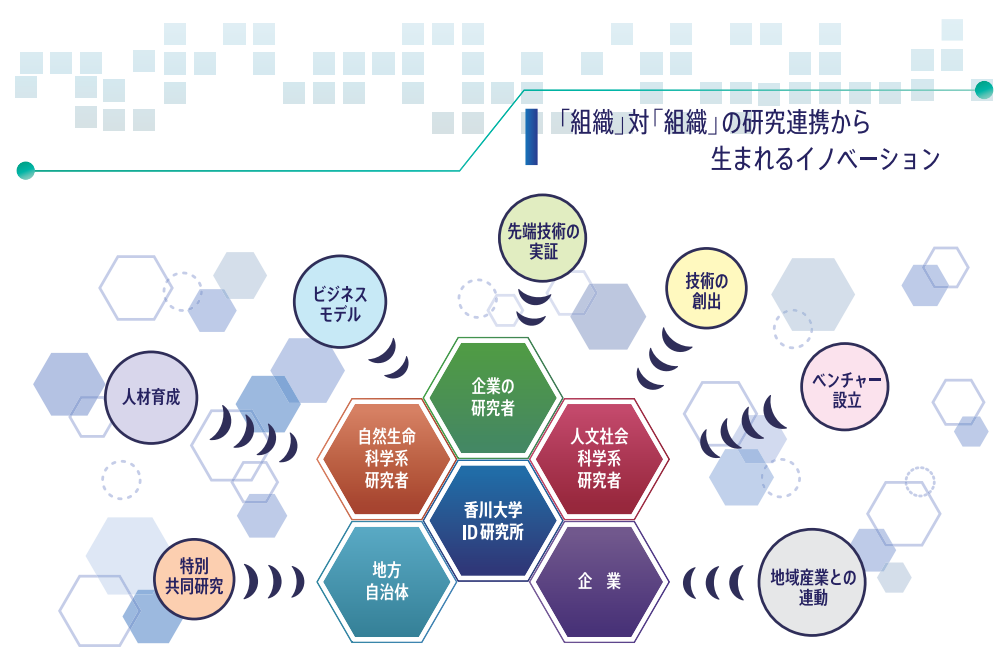 「組織」対「組織」の研究連携から
生まれるイノベーション
先端技術の
実証
技術の
創出
ビジネス
モデル
人材育成
ベンチャー
設立
企業の
研究者
自然生命
科学系
研究者
人文社会
科学系
研究者
香川大学
ID研究所
地方
自治体
企　業
特別
共同研究
地域産業との
連動